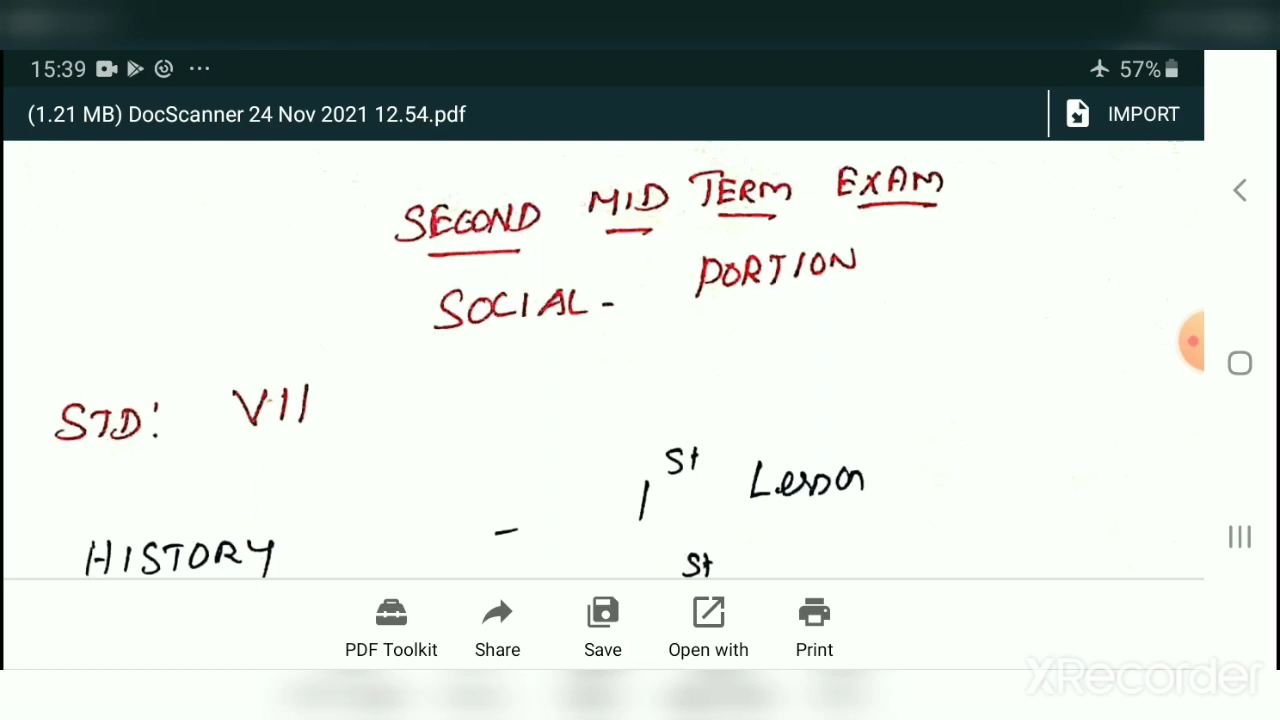 15:39 ... 57%
(1.21 MB) DocScanner 24 Nov 2021 12.54.pdf IMPORT
SECOND MID TERM EXAM
SOCIAL - PORTION
STD: VII
HISTORY - 1st Lesson
st
PDF Toolkit Share Save Open with Print
XRecorder